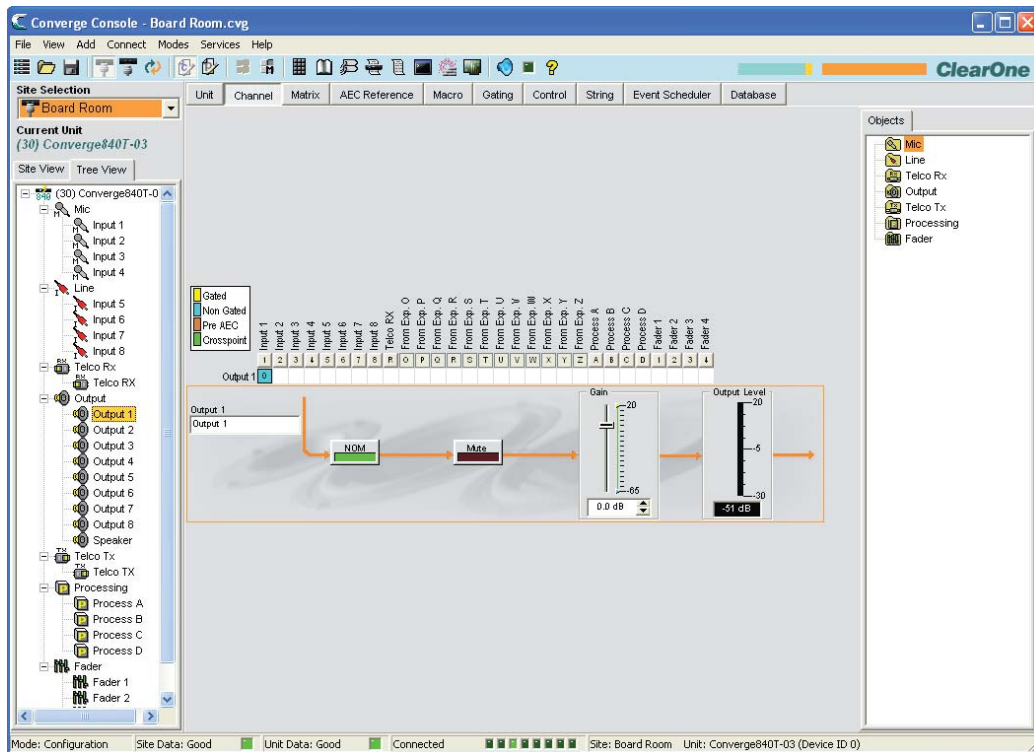 Converge Console - Board Room.cvg
File View Add Connect Modes Services Help
ClearOne
Site Selection
Board Room
Current Unit
(30) Converge840T-03
Site View Tree View
Unit Channel Matrix AEC Reference Macro Gating Control String Event Scheduler Database
Objects
(30) Converge840T-0
Mic
Input 1
Input 2
Input 3
Input 4
Line
Input 5
Input 6
Input 7
Input 8
Telco Rx
Telco RX
Output
Output 1
Output 2
Output 3
Output 4
Output 5
Output 6
Output 7
Output 8
Speaker
Telco Tx
Telco TX
Processing
Process A
Process B
Process C
Process D
Fader
Fader 1
Fader 2
Gated
Non Gated
Pre AEC
Crosspoint
Input 1
Input 2
Input 3
Input 4
Input 5
Input 6
Input 7
Input 8
Telco RX
From Exp. O
From Exp. P
From Exp. Q
From Exp. R
From Exp. S
From Exp. T
From Exp. U
From Exp. V
From Exp. W
From Exp. X
From Exp. Y
From Exp. Z
Process A
Process B
Process C
Process D
Fader 1
Fader 2
Fader 3
Fader 4
1 2 3 4 5 6 7 8 R O P Q R S T U V W X Y Z A B C D 1 2 3 4
Output 1 0
Output 1
Output 1
NOM
Mute
Gain
20
-65
0.0 dB
Output Level
20
-5
-30
-51 dB
Mic
Line
Telco Rx
Output
Telco Tx
Processing
Fader
Mode: Configuration Site Data: Good Unit Data: Good Connected Site: Board Room Unit: Converge840T-03 (Device ID 0)